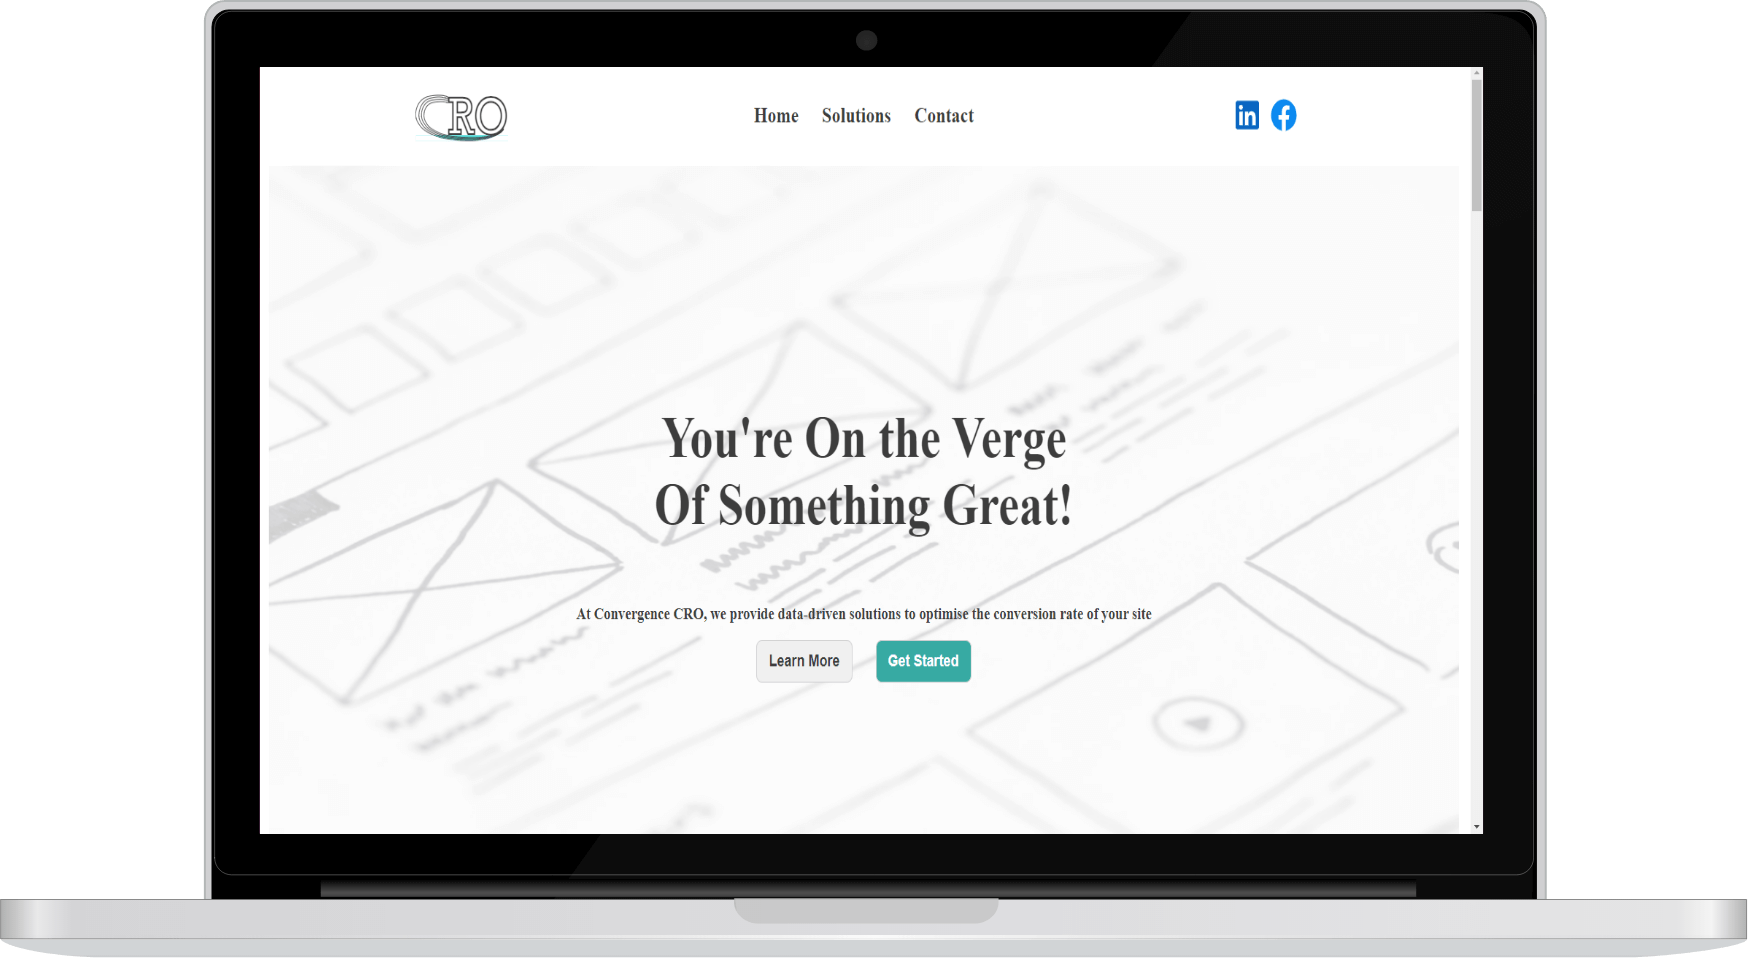 CRO
Home Solutions Contact
in f
You're On the Verge
Of Something Great!
At Convergence CRO, we provide data-driven solutions to optimise the conversion rate of your site
Learn More Get Started